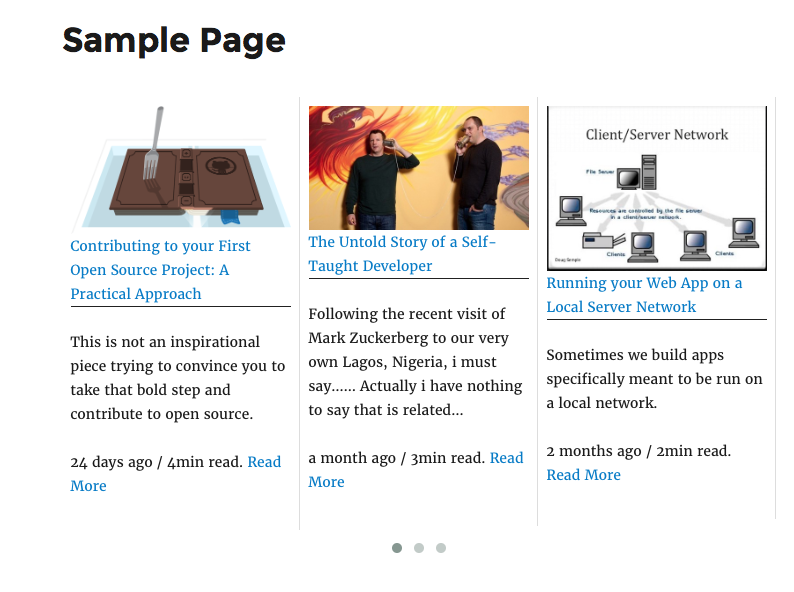 Sample Page
Contributing to your First
Open Source Project: A
Practical Approach
This is not an inspirational
piece trying to convince you to
take that bold step and
contribute to open source.
24 days ago / 4min read. Read
More
The Untold Story of a Self-
Taught Developer
Following the recent visit of
Mark Zuckerberg to our very
own Lagos, Nigeria, i must
say...... Actually i have nothing
to say that is related...
a month ago / 3min read. Read
More
Client/Server Network
File Server
Resources are controlled by the file server
in a client/server network.
Clients
Clients
Doug Sample
Running your Web App on a
Local Server Network
Sometimes we build apps
specifically meant to be run on
a local network.
2 months ago / 2min read.
Read More